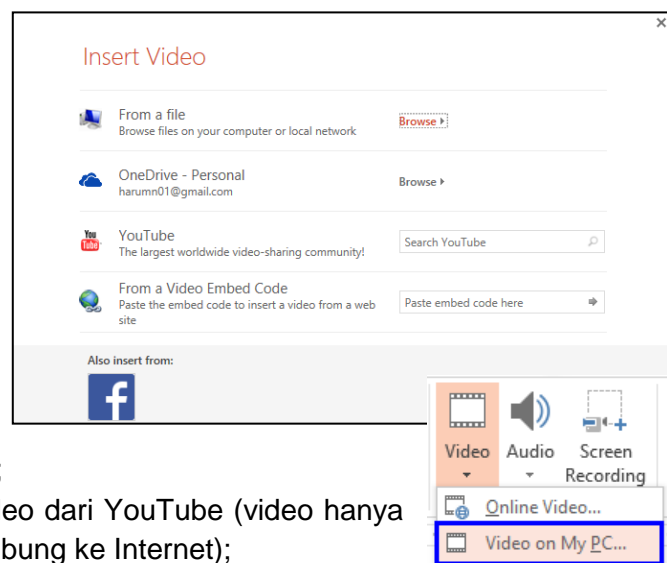 Insert Video
From a file
Browse files on your computer or local network
Browse
OneDrive - Personal
harumn01@gmail.com
Browse
You
Tube
YouTube
The largest worldwide video-sharing community!
Search YouTube
From a Video Embed Code
Paste the embed code to insert a video from a web
site
Paste embed code here
Also insert from:
f
Video Audio Screen
Recording
Online Video...
Video on My PC...
dari YouTube (video hanya
ke Internet);